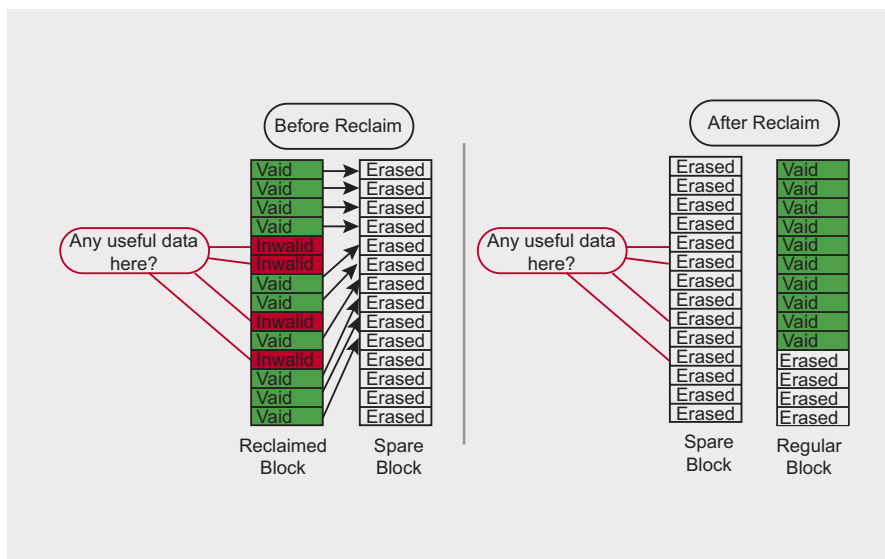 Before Reclaim
After Reclaim
Vaid
Vaid
Vaid
Vaid
Inwalid
Inwalid
Vaid
Vaid
Inwalid
Vaid
Inwalid
Vaid
Vaid
Vaid
Erased
Erased
Erased
Erased
Erased
Erased
Erased
Erased
Erased
Erased
Erased
Erased
Erased
Erased
Any useful data
here?
Reclaimed
Block
Spare
Block
Erased
Erased
Erased
Erased
Erased
Erased
Erased
Erased
Erased
Erased
Erased
Erased
Erased
Erased
Vaid
Vaid
Vaid
Vaid
Vaid
Vaid
Vaid
Vaid
Vaid
Vaid
Erased
Erased
Erased
Erased
Any useful data
here?
Spare
Block
Regular
Block